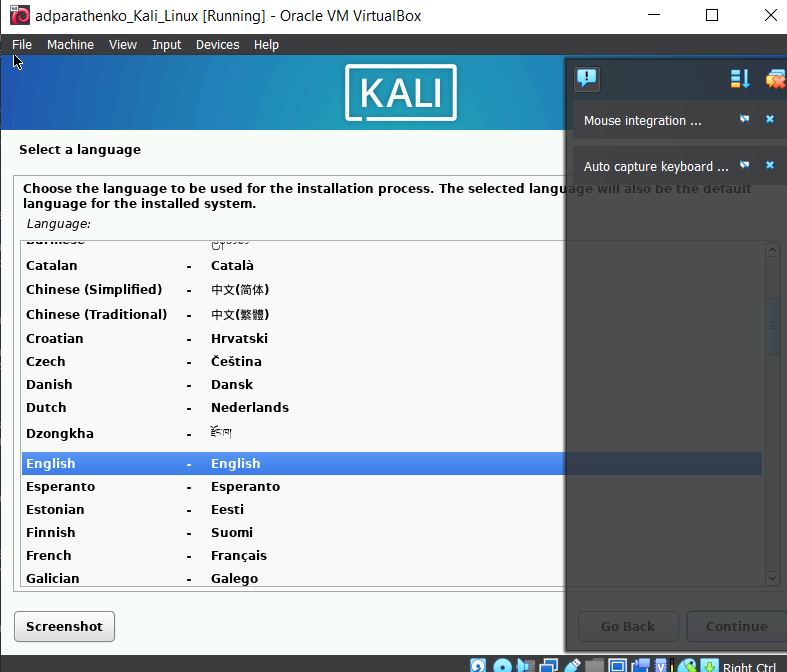 adparathenko_Kali_Linux [Running] - Oracle VM VirtualBox
File Machine View Input Devices Help
KALI
Mouse integration ...
Auto capture keyboard ...
Select a language
Choose the language to be used for the installation process. The selected language will also be the default
language for the installed system.
Language:
Burmese
Catalan - Català
Chinese (Simplified) - 中文(简体)
Chinese (Traditional) - 中文(繁體)
Croatian - Hrvatski
Czech - Čeština
Danish - Dansk
Dutch - Nederlands
Dzongkha - རྫོང་ཁ།
English - English
Esperanto - Esperanto
Estonian - Eesti
Finnish - Suomi
French - Français
Galician - Galego
Screenshot Go Back Continue
Right Ctrl